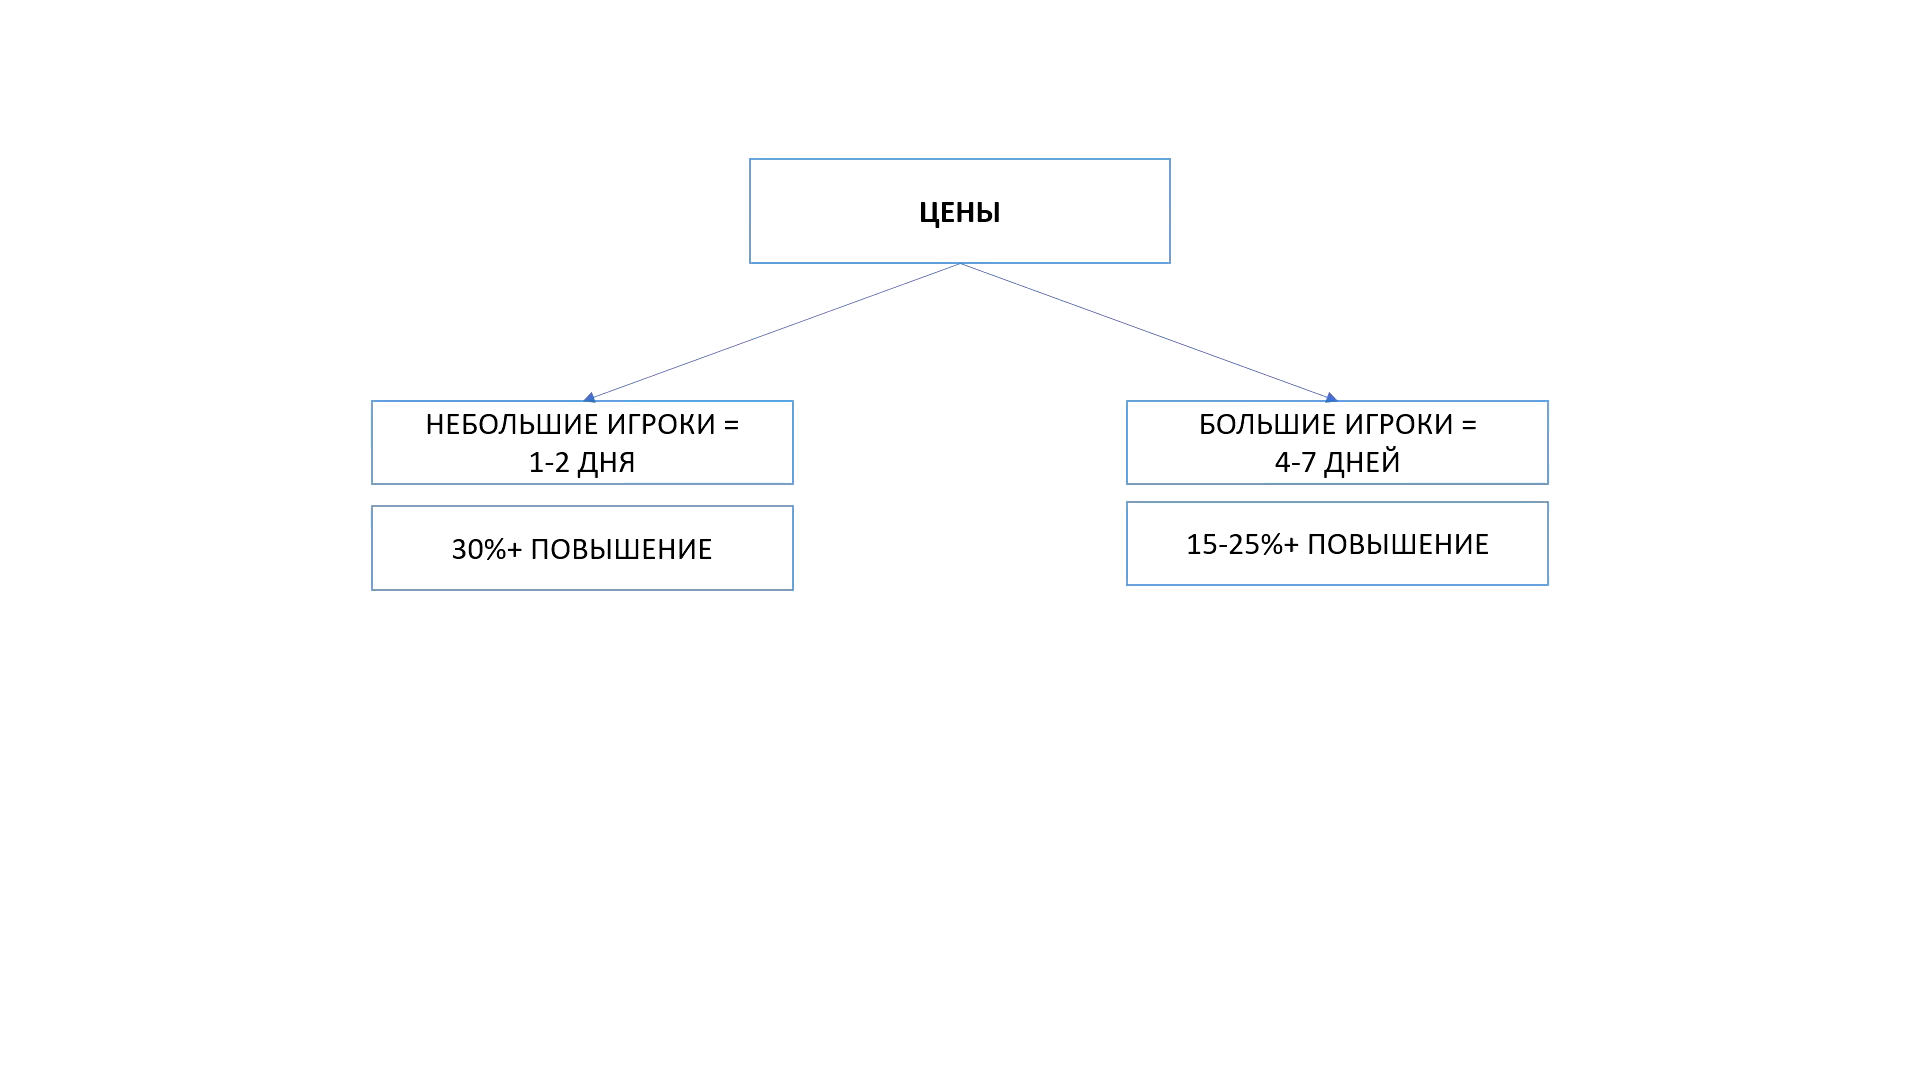 ЦЕНЫ
НЕБОЛЬШИЕ ИГРОКИ =
1-2 ДНЯ
30%+ ПОВЫШЕНИЕ
БОЛЬШИЕ ИГРОКИ =
4-7 ДНЕЙ
15-25%+ ПОВЫШЕНИЕ